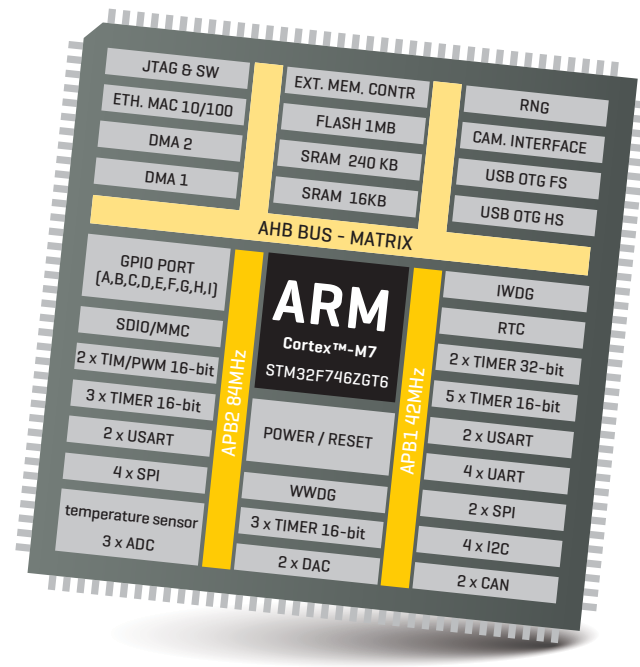 JTAG & SW
ETH. MAC 10/100
DMA 2
DMA 1
EXT. MEM. CONTR
FLASH 1MB
SRAM 240 KB
SRAM 16KB
RNG
CAM. INTERFACE
USB OTG FS
USB OTG HS
AHB BUS - MATRIX
GPIO PORT
(A,B,C,D,E,F,G,H,I)
SDIO/MMC
2 x TIM/PWM 16-bit
3 x TIMER 16-bit
2 x USART
4 x SPI
temperature sensor
3 x ADC
APB2 84MHz
ARM
Cortex™-M7
STM32F746ZGT6
POWER / RESET
WWDG
3 x TIMER 16-bit
2 x DAC
APB1 42MHz
IWDG
RTC
2 x TIMER 32-bit
5 x TIMER 16-bit
2 x USART
4 x UART
2 x SPI
4 x I2C
2 x CAN